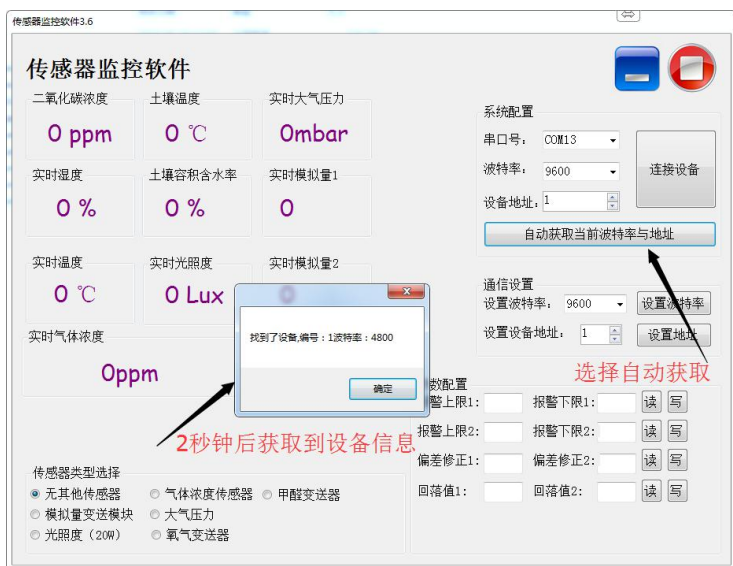 传感器监控软件3.6
传感器监控软件
二氧化碳浓度 土壤温度 实时大气压力
0 ppm 0 ℃ 0mbar
实时湿度 土壤容积含水率 实时模拟量1
0 % 0 % 0
实时温度 实时光照度 实时模拟量2
0 ℃ 0 Lux 0
实时气体浓度
0ppm
系统配置
串口号： COM13
波特率： 9600
设备地址： 1
连接设备
自动获取当前波特率与地址
通信设置
设置波特率： 9600 设置波特率
设置设备地址： 1 设置地址
选择自动获取
找到了设备,编号：1波特率：4800
确定
2秒钟后获取到设备信息
数配置
警上限1: 报警下限1: 读 写
报警上限2: 报警下限2: 读 写
偏差修正1: 偏差修正2: 读 写
回落值1: 回落值2: 读 写
传感器类型选择
无其他传感器 气体浓度传感器 甲醛变送器
模拟量变送模块 大气压力
光照度（20W） 氧气变送器